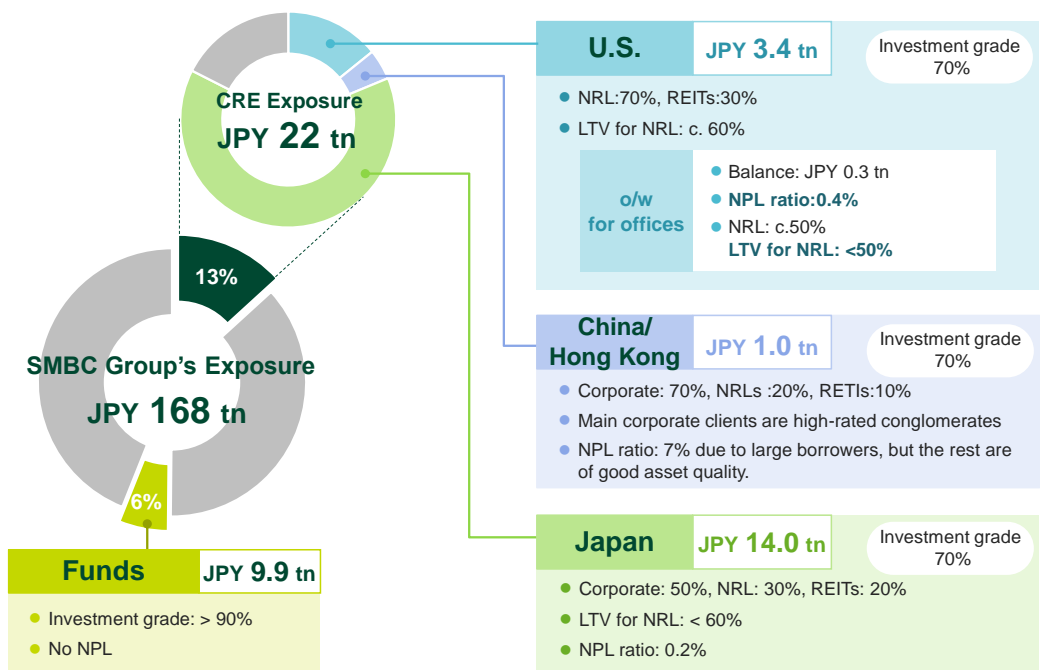 CRE Exposure
JPY 22 tn
13%
SMBC Group's Exposure
JPY 168 tn
6%
Funds
JPY 9.9 tn
Investment grade: > 90%
No NPL
U.S.
JPY 3.4 tn
Investment grade
70%
NRL:70%, REITs:30%
LTV for NRL: c. 60%
o/w
for offices
Balance: JPY 0.3 tn
NPL ratio:0.4%
NRL: c.50%
LTV for NRL: <50%
China/
Hong Kong
JPY 1.0 tn
Investment grade
70%
Corporate: 70%, NRLs :20%, RETIs:10%
Main corporate clients are high-rated conglomerates
NPL ratio: 7% due to large borrowers, but the rest are
of good asset quality.
Japan
JPY 14.0 tn
Investment grade
70%
Corporate: 50%, NRL: 30%, REITs: 20%
LTV for NRL: < 60%
NPL ratio: 0.2%